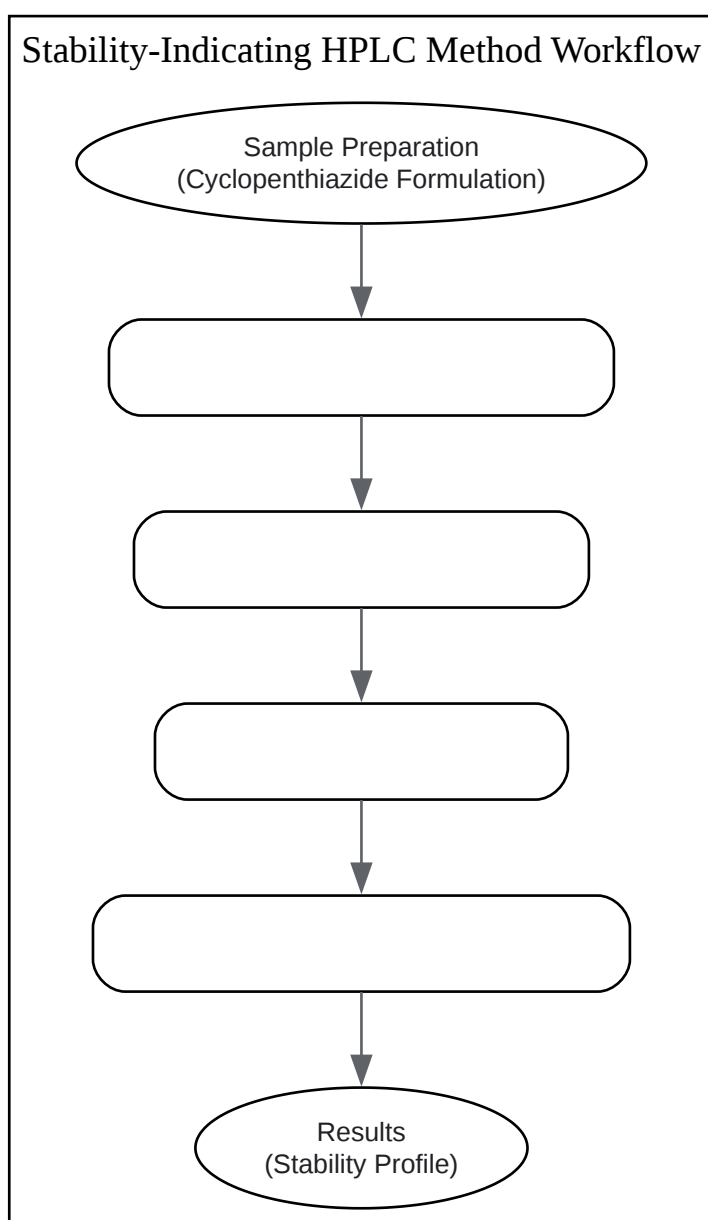 Stability-Indicating HPLC Method Workflow
Sample Preparation
(Cyclopenthiazide Formulation)
Results
(Stability Profile)